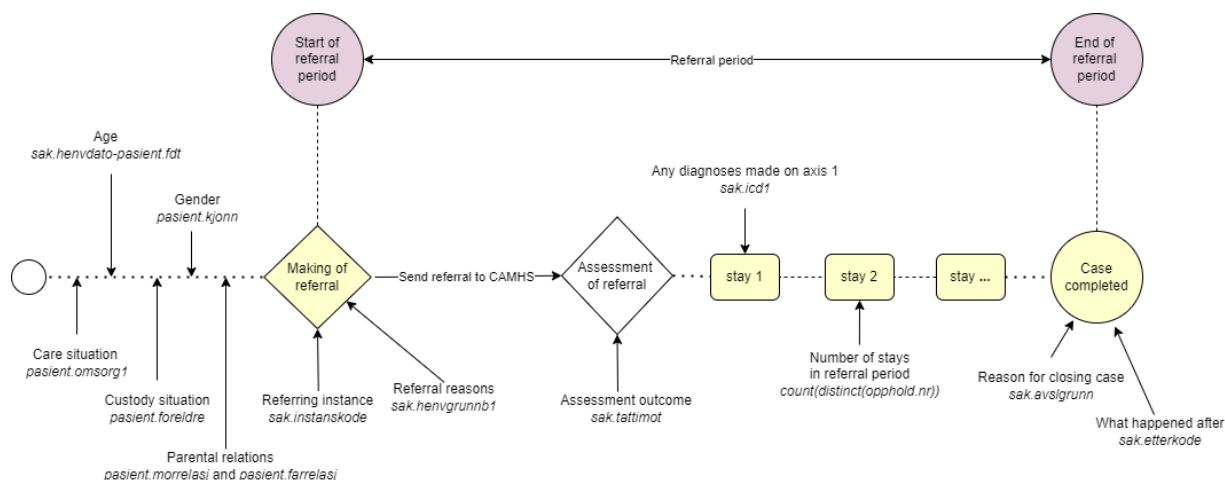 Start of
referral
period
Referral period
End of
referral
period
Age
sak.henvdato-pasient.fdt
Gender
pasient.kjonn
Any diagnoses made on axis 1
sak.icd1
Making of
referral
Send referral to CAMHS
Assessment
of referral
stay 1
stay 2
stay ...
Case
completed
Care situation
pasient.omsorg1
Custody situation
pasient.foreldre
Parental relations
pasient.morrelasj and pasient.farrelasj
Referring instance
sak.instanskode
Referral reasons
sak.henvgrunnb1
Assessment outcome
sak.tattimot
Number of stays
in referral period
count(distinct(opphold.nr))
Reason for closing case
sak.avslgrunn
What happened after
sak.etterkode